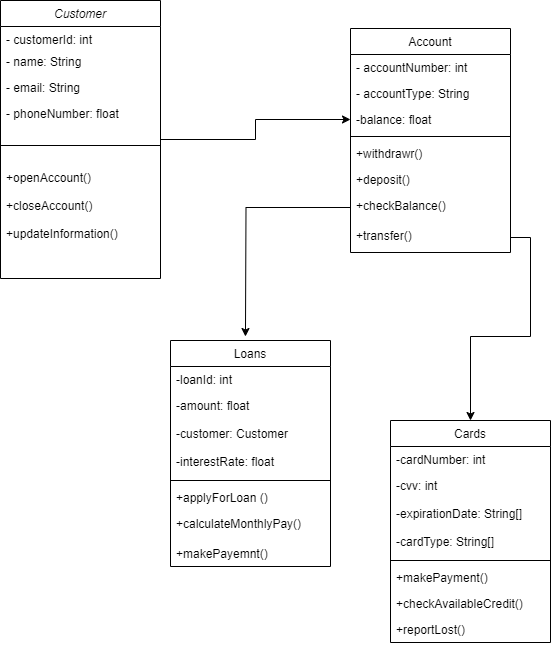 Customer
- customerId: int
- name: String
- email: String
- phoneNumber: float
+openAccount()
+closeAccount()
+updateInformation()
Account
- accountNumber: int
- accountType: String
-balance: float
+withdrawr()
+deposit()
+checkBalance()
+transfer()
Loans
-loanId: int
-amount: float
-customer: Customer
-interestRate: float
+applyForLoan ()
+calculateMonthlyPay()
+makePayemnt()
Cards
-cardNumber: int
-cvv: int
-expirationDate: String[]
-cardType: String[]
+makePayment()
+checkAvailableCredit()
+reportLost()